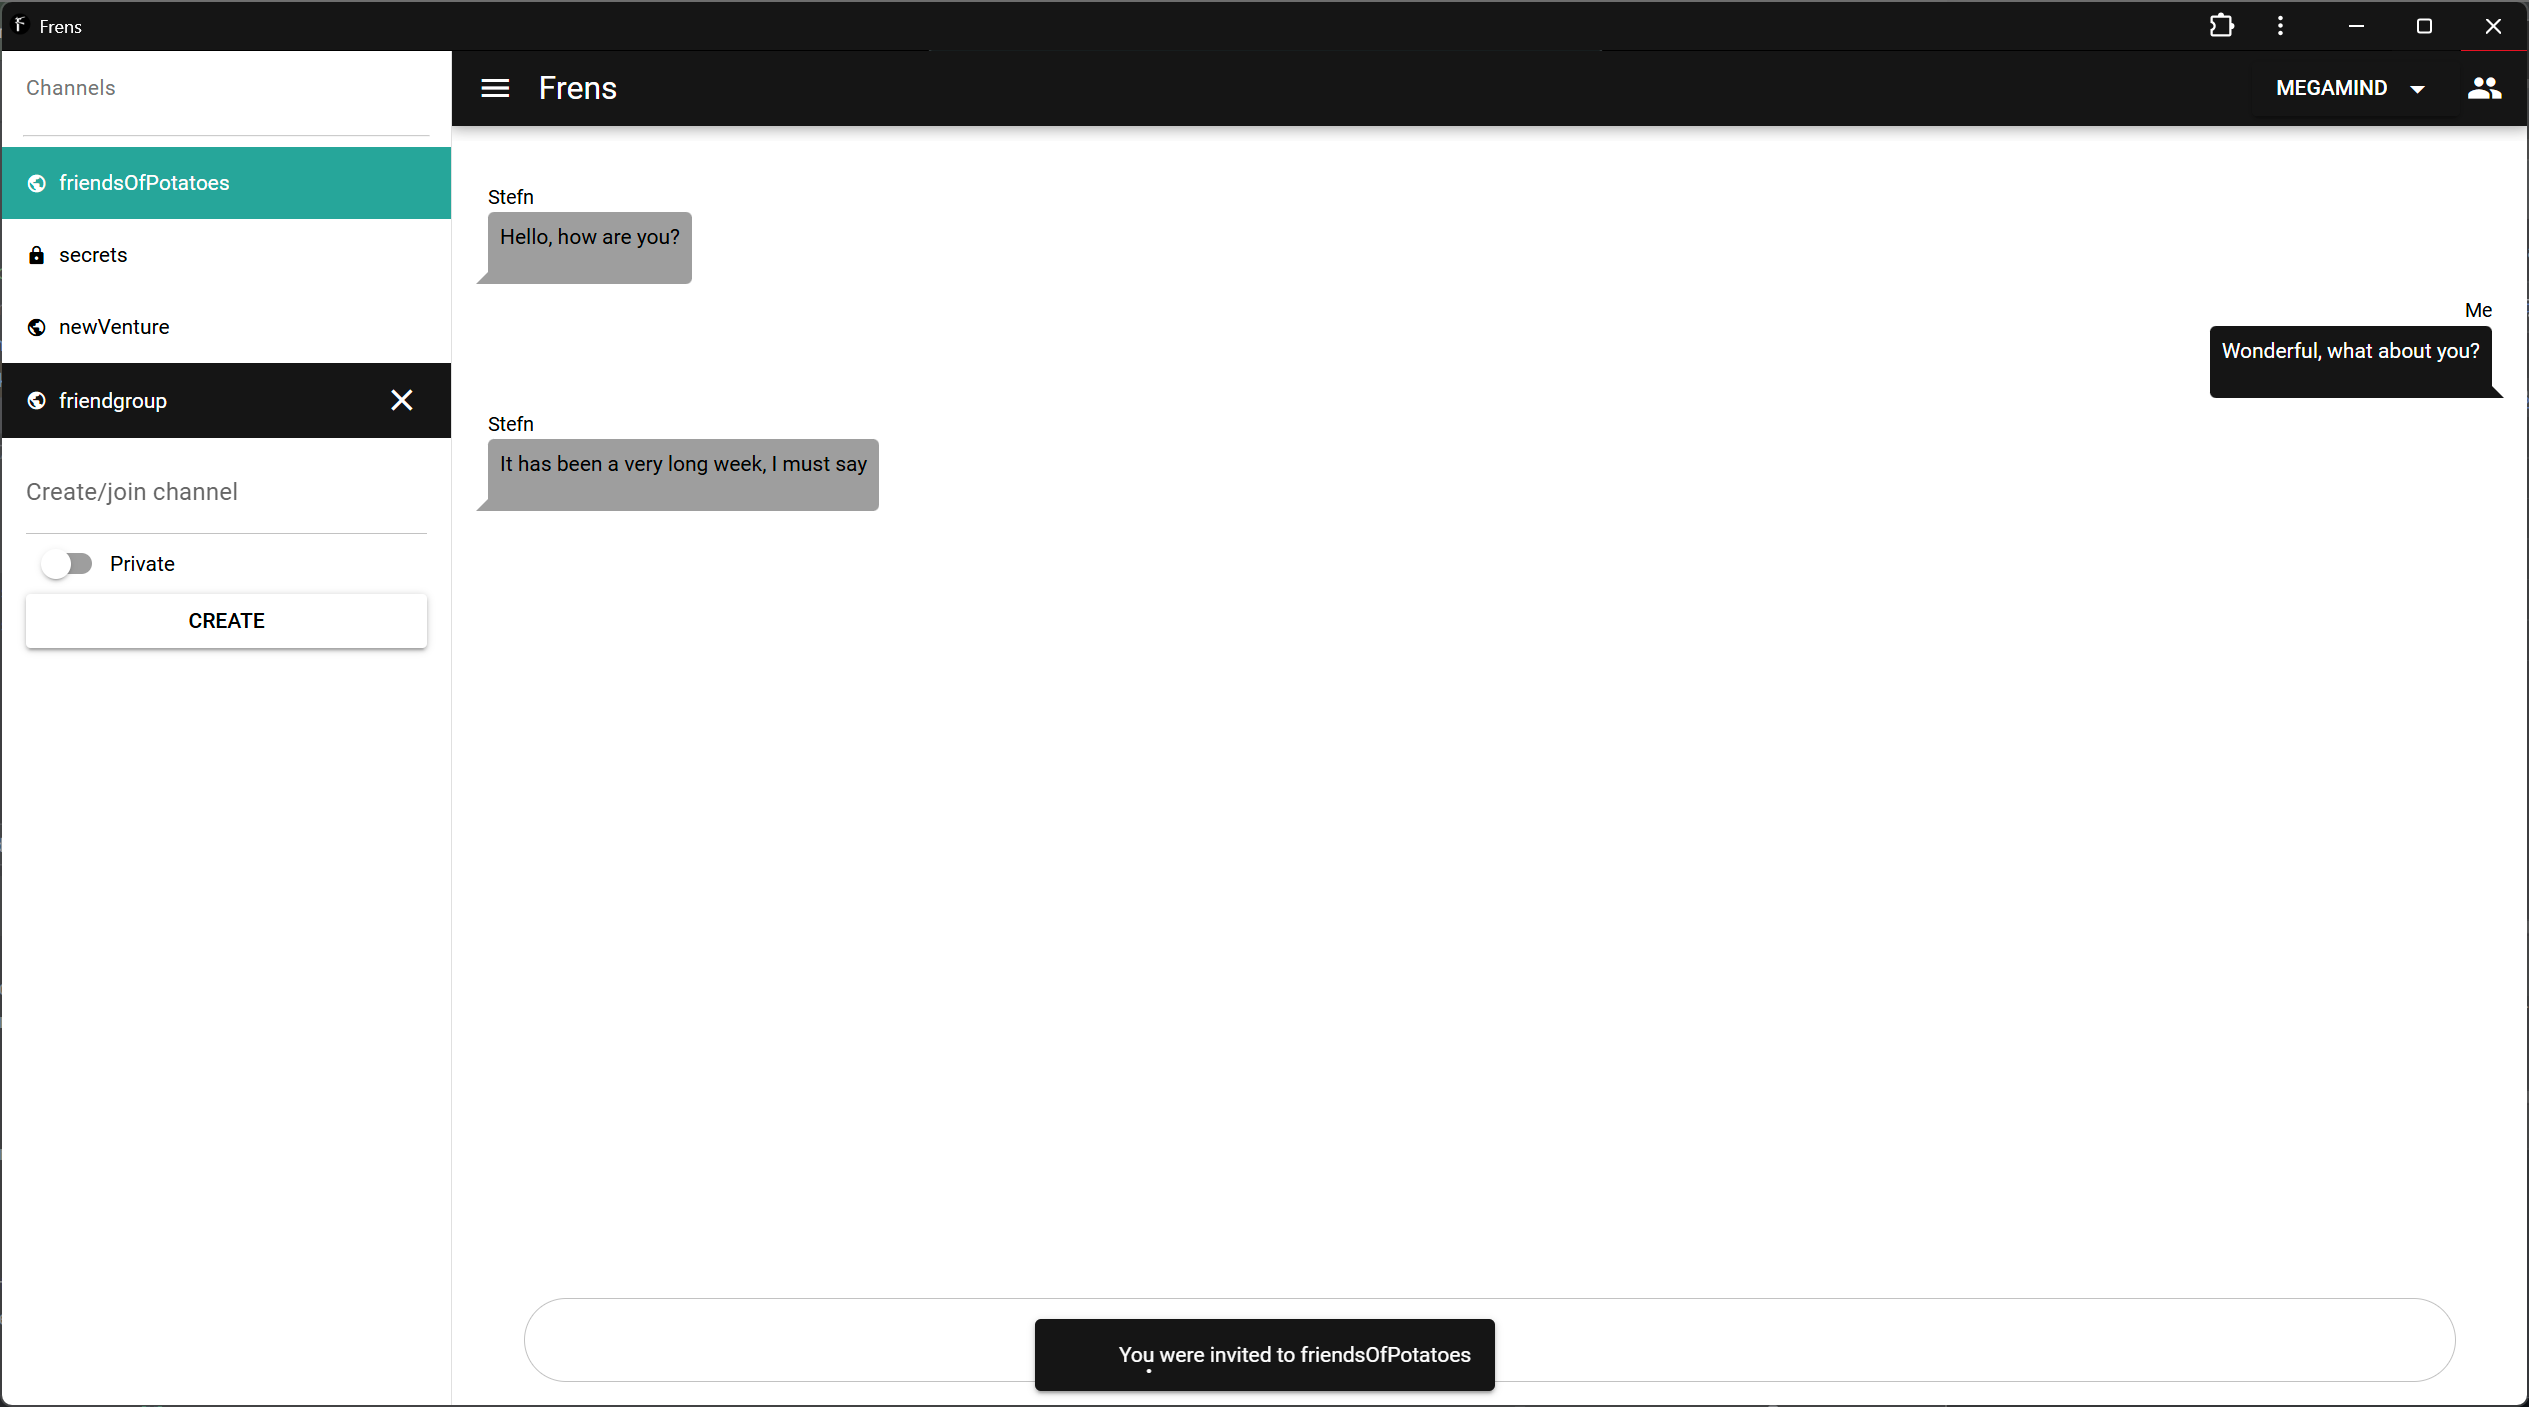 Frens
Channels
friendsOfPotatoes
secrets
newVenture
friendgroup
Create/join channel
Private
CREATE
Frens
MEGAMIND
Stefn
Hello, how are you?
Me
Wonderful, what about you?
Stefn
It has been a very long week, I must say
You were invited to friendsOfPotatoes